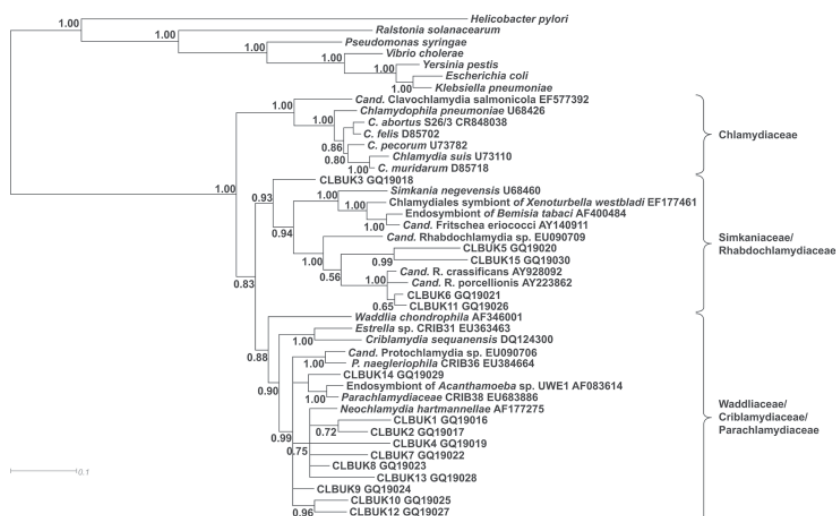 Helicobacter pylori
1.00
Ralstonia solanacearum
1.00
Pseudomonas syringae
1.00
Vibrio cholerae
1.00
Yersinia pestis
1.00
Escherichia coli
1.00
Klebsiella pneumoniae
Cand. Clavochlamydia salmonicola EF577392
1.00
Chlamydophila pneumoniae U68426
1.00
C. abortus S26/3 CR848038
C. felis D85702
0.86
C. pecorum U73782
0.80
Chlamydia suis U73110
1.00
C. muridarum D85718
Chlamydiaceae
1.00
CLBUK3 GQ19018
0.93
Simkania negevensis U68460
1.00
Chlamydiales symbiont of Xenoturbella westbladi EF177461
Endosymbiont of Bemisia tabaci AF400484
1.00
Cand. Fritschea eriococci AY140911
0.94
Cand. Rhabdochlamydia sp. EU090709
1.00
CLBUK5 GQ19020
0.99
CLBUK15 GQ19030
0.56
Cand. R. crassificans AY928092
1.00
Cand. R. porcellionis AY223862
CLBUK6 GQ19021
0.65
CLBUK11 GQ19026
Simkaniaceae/
Rhabdochlamydiaceae
0.83
Waddlia chondrophila AF346001
0.88
Estrella sp. CRIB31 EU363463
1.00
Criblamydia sequanensis DQ124300
0.90
Cand. Protochlamydia sp. EU090706
1.00
P. naegleriophila CRIB36 EU384664
CLBUK14 GQ19029
Endosymbiont of Acanthamoeba sp. UWE1 AF083614
1.00
Parachlamydiaceae CRIB38 EU683886
0.99
Neochlamydia hartmannellae AF177275
CLBUK1 GQ19016
0.72
CLBUK2 GQ19017
0.75
CLBUK4 GQ19019
CLBUK7 GQ19022
CLBUK8 GQ19023
CLBUK13 GQ19028
CLBUK9 GQ19024
CLBUK10 GQ19025
0.96
CLBUK12 GQ19027
Waddliaceae/
Criblamydiaceae/
Parachlamydiaceae
0.1